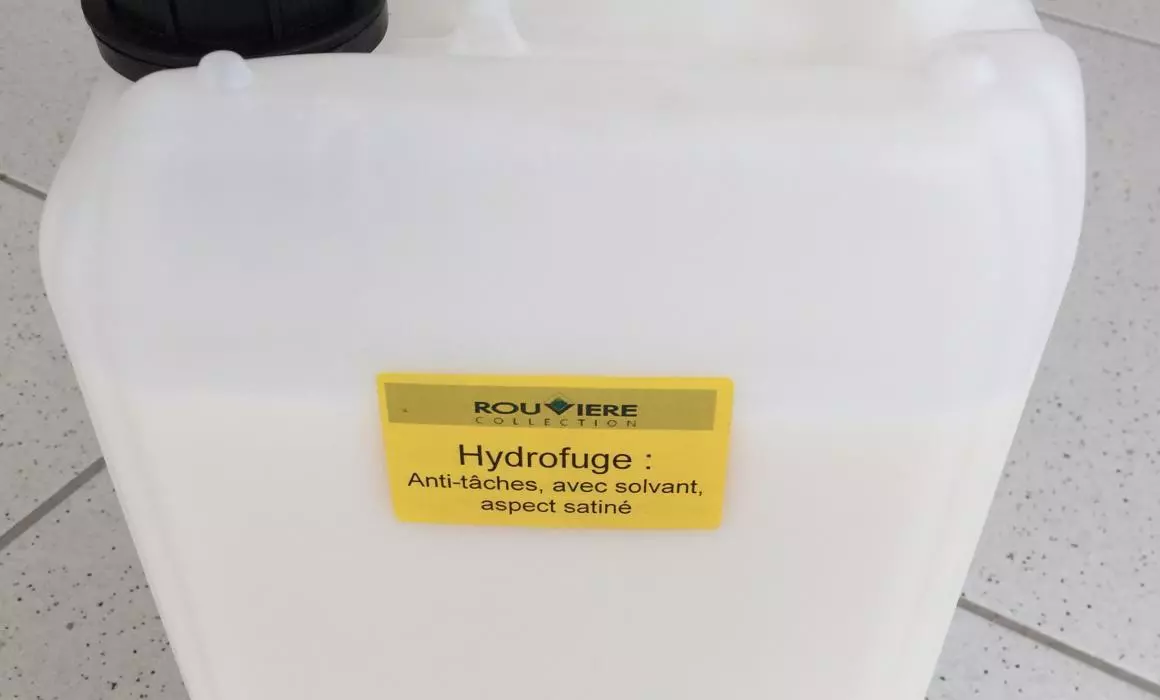 ROUVIERE
COLLECTION
Hydrofuge :
Anti-tâches, avec solvant,
aspect satiné